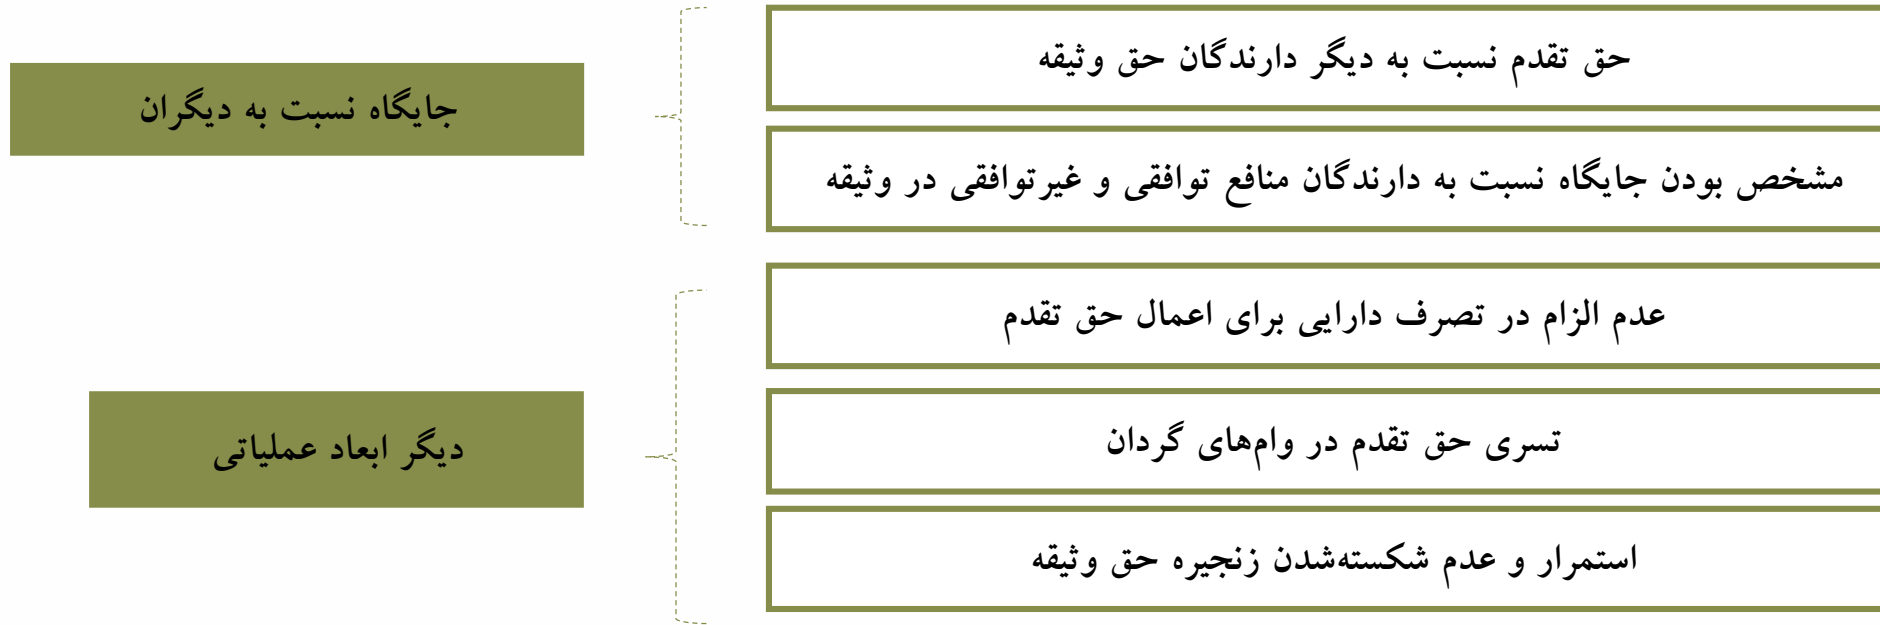 حق تقدم نسبت به دیگر دارندگان حق وثیقه
مشخص بودن جایگاه نسبت به دارندگان منافع توافقی و غیرتوافقی در وثیقه
جایگاه نسبت به دیگران
عدم الزام در تصرف دارایی برای اعمال حق تقدم
تسری حق تقدم در وام‌های گردان
استمرار و عدم شکسته‌شدن زنجیره حق وثیقه
دیگر ابعاد عملیاتی